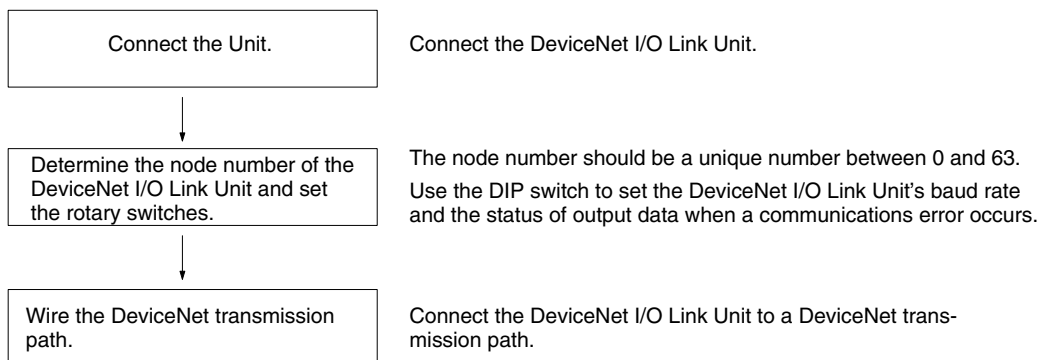 Connect the Unit.
Connect the DeviceNet I/O Link Unit.
Determine the node number of the
DeviceNet I/O Link Unit and set
the rotary switches.
The node number should be a unique number between 0 and 63.
Use the DIP switch to set the DeviceNet I/O Link Unit's baud rate
and the status of output data when a communications error occurs.
Wire the DeviceNet transmission
path.
Connect the DeviceNet I/O Link Unit to a DeviceNet trans-
mission path.